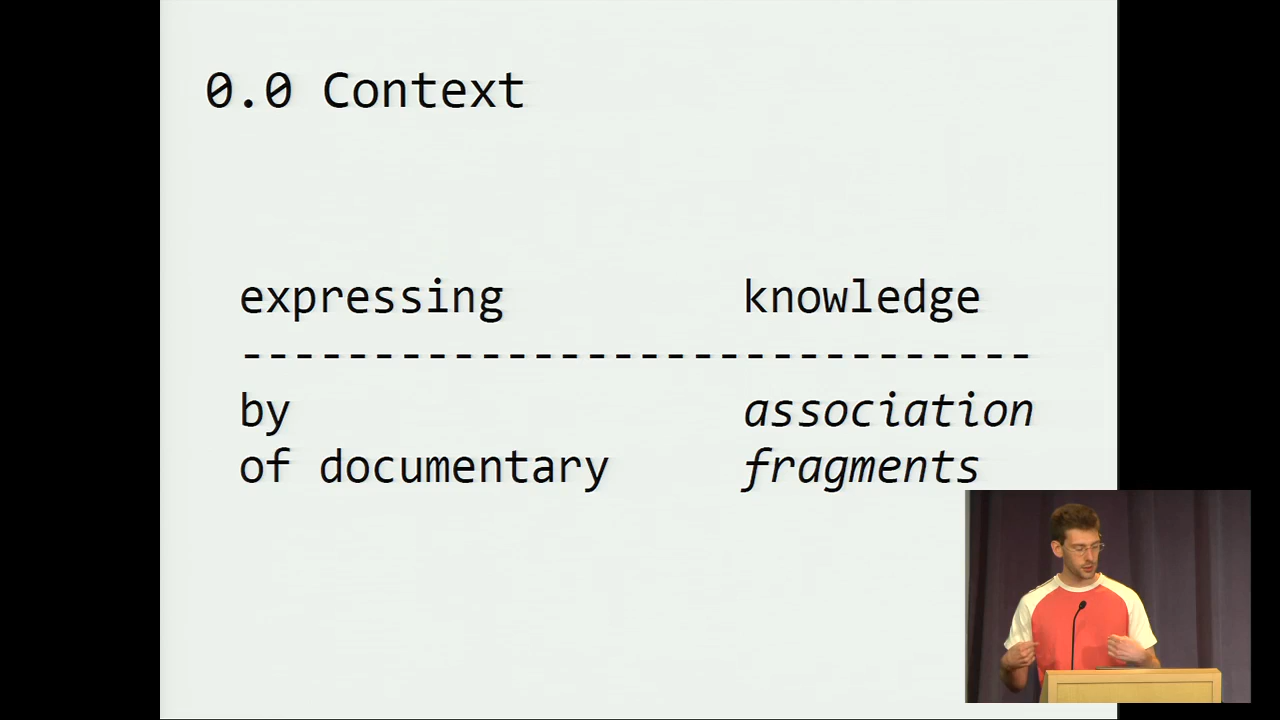 0.0 Context
expressing knowledge
------------------------------
by association
of documentary fragments